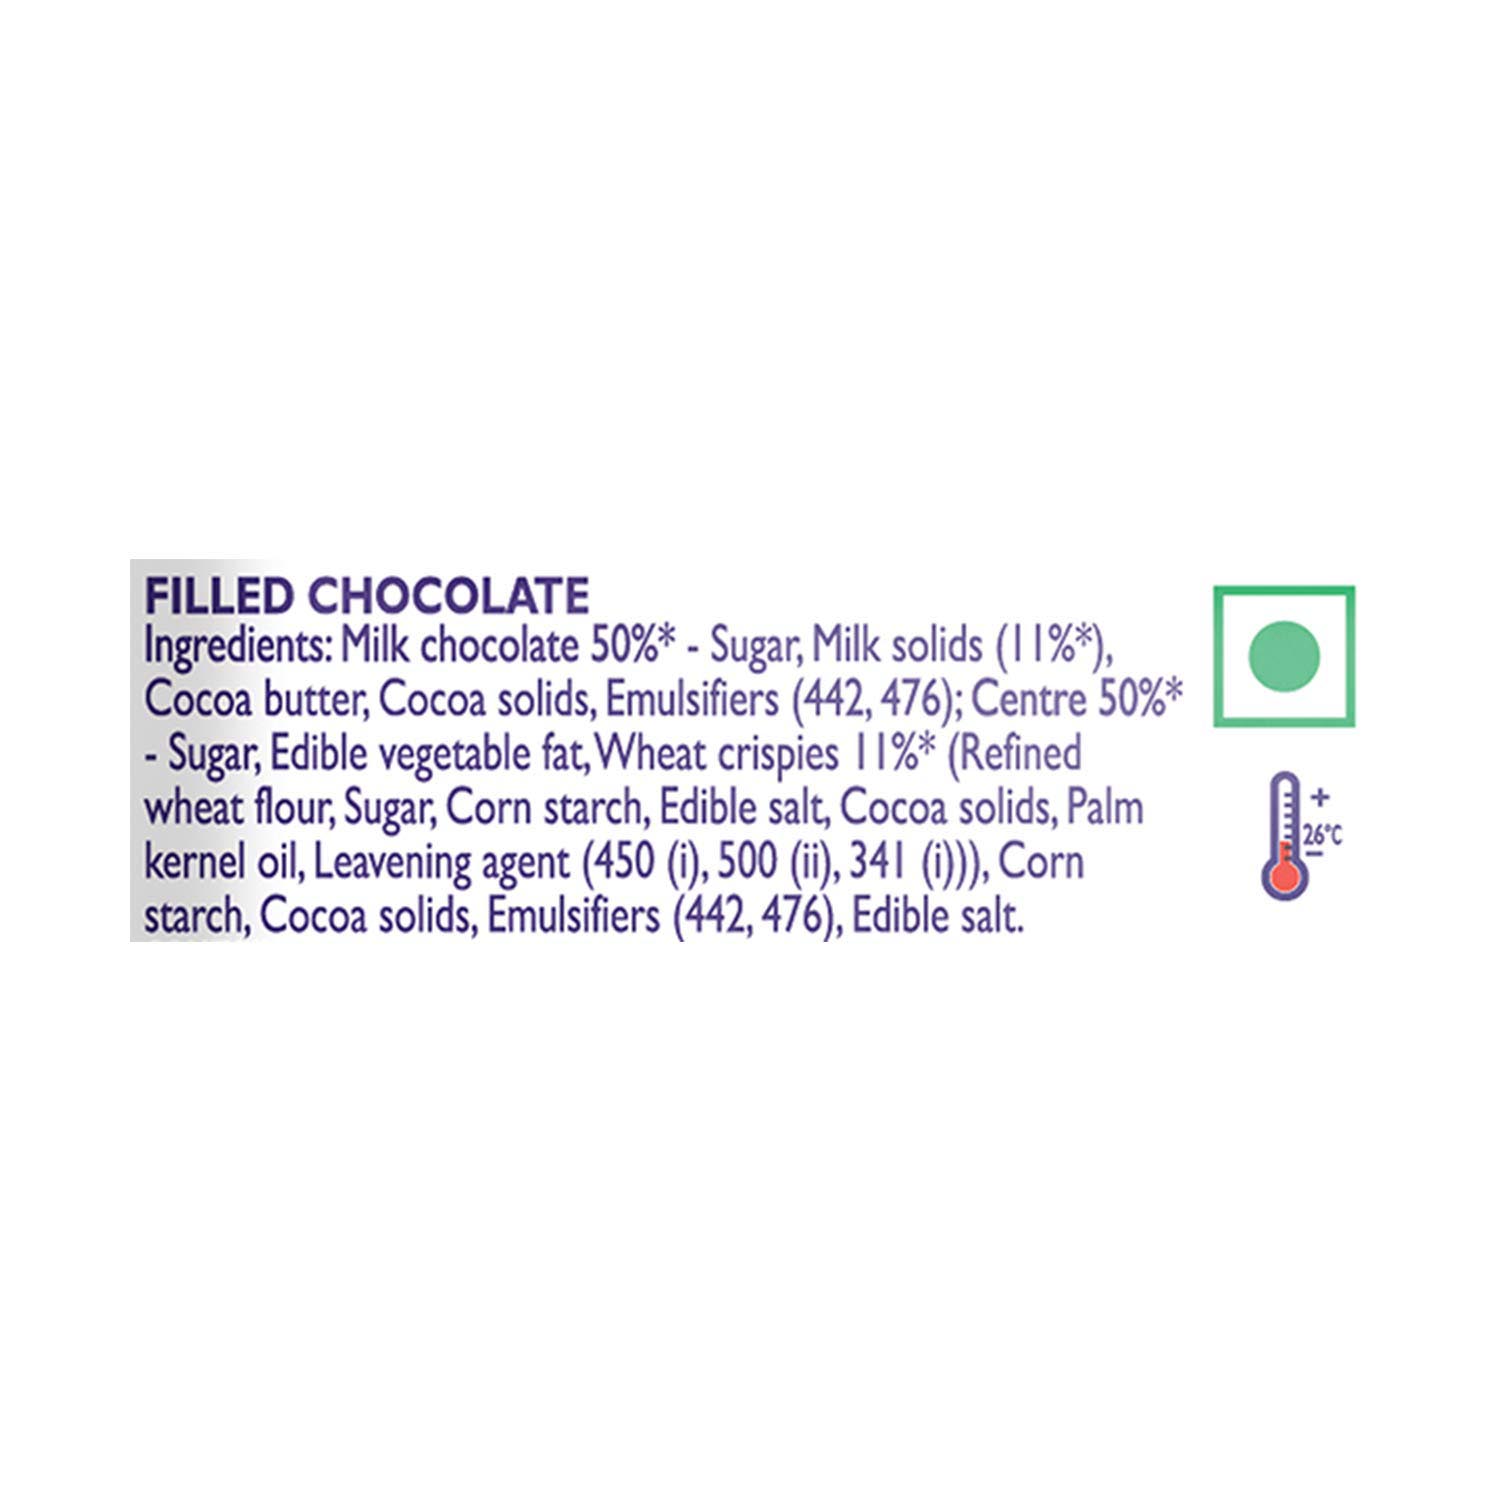 FILLED CHOCOLATE
Ingredients: Milk chocolate 50%* - Sugar, Milk solids (11%*),
Cocoa butter, Cocoa solids, Emulsifiers (442, 476); Centre 50%*
- Sugar, Edible vegetable fat, Wheat crispies 11%* (Refined
wheat flour, Sugar, Corn starch, Edible salt, Cocoa solids, Palm
kernel oil, Leavening agent (450 (i), 500 (ii), 341 (i))), Corn
starch, Cocoa solids, Emulsifiers (442, 476), Edible salt.
+
26°C
–